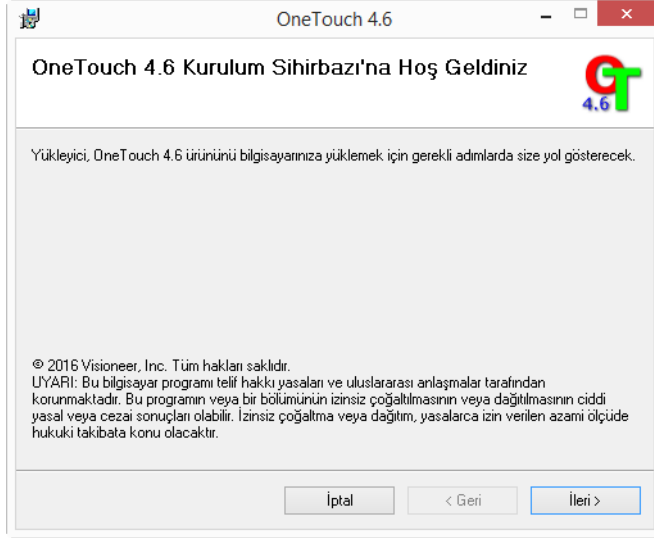 OneTouch 4.6
OneTouch 4.6 Kurulum Sihirbazı'na Hoş Geldiniz
OT
4.6
Yükleyici, OneTouch 4.6 ürününü bilgisayarınıza yüklemek için gerekli adımlarda size yol gösterecek.
© 2016 Visioneer, Inc. Tüm hakları saklıdır.
UYARI: Bu bilgisayar programı telif hakkı yasaları ve uluslararası anlaşmalar tarafından
korunmaktadır. Bu programın veya bir bölümünün izinsiz çoğaltılmasının veya dağıtılmasının ciddi
yasal veya cezai sonuçları olabilir. İzinsiz çoğaltma veya dağıtım, yasalarca izin verilen azami ölçüde
hukuki takibata konu olacaktır.
İptal
< Geri
İleri >